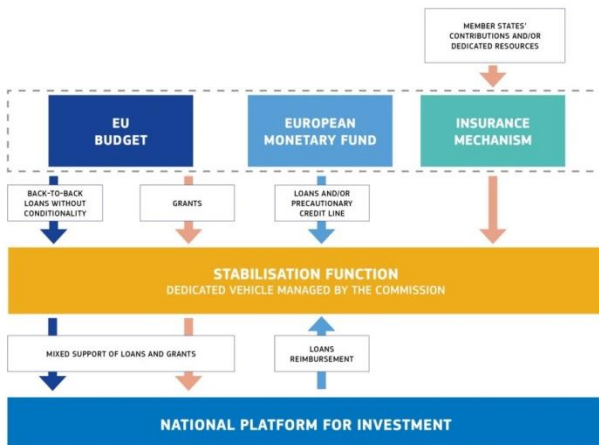 MEMBER STATES'
CONTRIBUTIONS AND/OR
DEDICATED RESOURCES
EU
BUDGET
EUROPEAN
MONETARY FUND
INSURANCE
MECHANISM
BACK-TO-BACK
LOANS WITHOUT
CONDITIONALITY
GRANTS
LOANS AND/OR
PRECAUTIONARY
CREDIT LINE
STABILISATION FUNCTION
DEDICATED VEHICLE MANAGED BY THE COMMISSION
MIXED SUPPORT OF LOANS AND GRANTS
LOANS
REIMBURSEMENT
NATIONAL PLATFORM FOR INVESTMENT